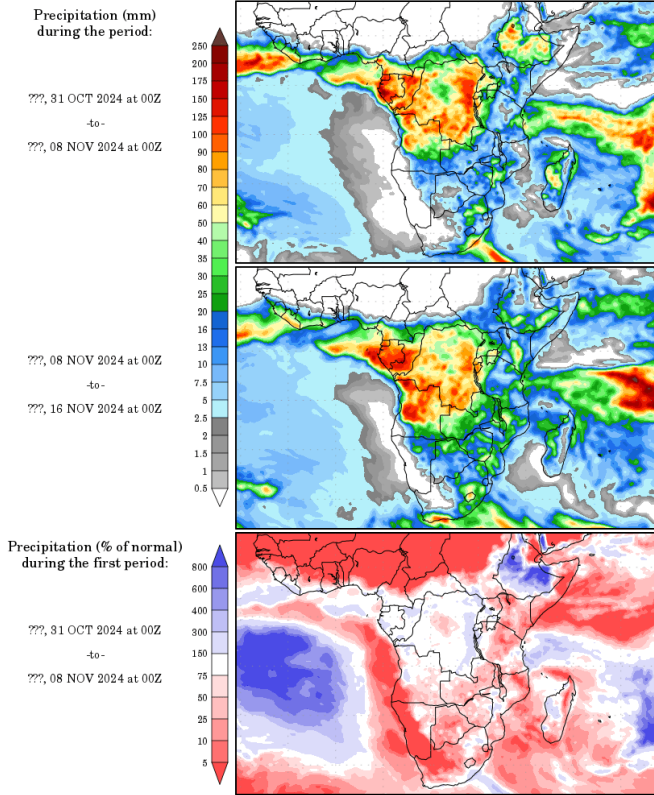 Precipitation (mm)
during the period:
250
200
175
150
125
100
90
80
70
60
50
40
35
30
25
20
16
13
10
7.5
5
2.5
2
1.5
1
0.5
???, 31 OCT 2024 at 00Z
-to-
???, 08 NOV 2024 at 00Z
???, 08 NOV 2024 at 00Z
-to-
???, 16 NOV 2024 at 00Z
Precipitation (% of normal)
during the first period:
800
600
400
300
150
75
50
25
10
5
???, 31 OCT 2024 at 00Z
-to-
???, 08 NOV 2024 at 00Z